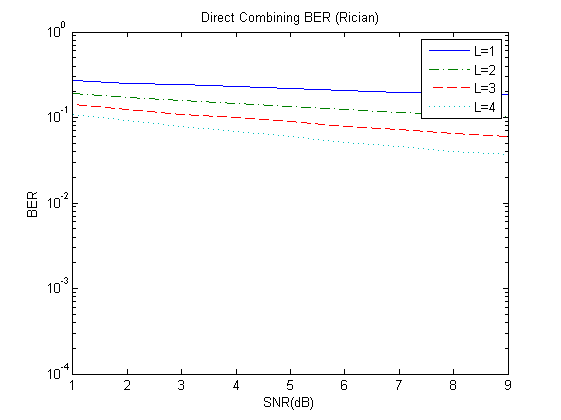 Direct Combining BER (Rician)
10^0
10^-1
10^-2
10^-3
10^-4
BER
L=1
L=2
L=3
L=4
1 2 3 4 5 6 7 8 9
SNR(dB)